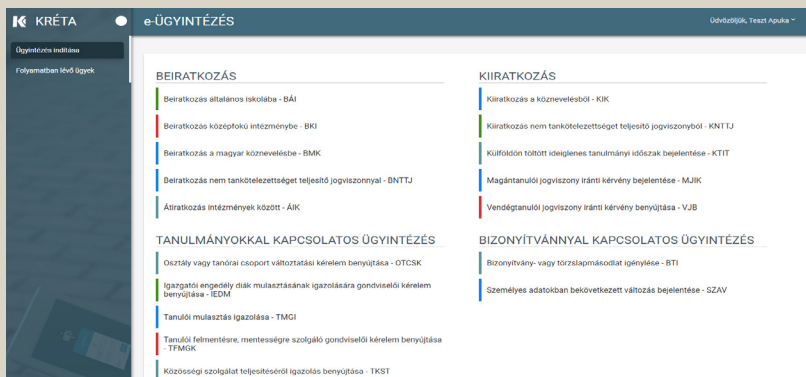 KRÉTA
e-ÜGYINTÉZÉS
Üdvözöljük, Teszt Apuka
Ügyintézés indítása
Folyamatban lévő ügyek
BEIRATKOZÁS
Beiratkozás általános iskolába - BÁI
Beiratkozás középfokú intézménybe - BKI
Beiratkozás a magyar köznevelésbe - BMK
Beiratkozás nem tankötelezettséget teljesítő jogviszonnyal - BNTTJ
Átiratkozás intézmények között - ÁIK
KIIRATKOZÁS
Kiiratkozás a köznevelésből - KIK
Kiiratkozás nem tankötelezettséget teljesítő jogviszonyból - KNTTJ
Külföldön töltött ideiglenes tanulmányi időszak bejelentése - KTIT
Magántanulói jogviszony iránti kérvény bejelentése - MJIK
Vendégtanulói jogviszony iránti kérvény benyújtása - VJB
TANULMÁNYOKKAL KAPCSOLATOS ÜGYINTÉZÉS
Osztály vagy tanórai csoport változtatási kérelem benyújtása - OTCSK
Igazgatói engedély diák mulasztásának igazolására gondviselői kérelem
benyújtása - IEDM
Tanulói mulasztás igazolása - TMGI
Tanulói felmentésre, mentességre szolgáló gondviselői kérelem benyújtása
- TFMGK
Közösségi szolgálat teljesítéséről igazolás benyújtása - TKST
BIZONYÍTVÁNNYAL KAPCSOLATOS ÜGYINTÉZÉS
Bizonyítvány- vagy törzslapmásodlat igénylése - BTI
Személyes adatokban bekövetkezett változás bejelentése - SZAV